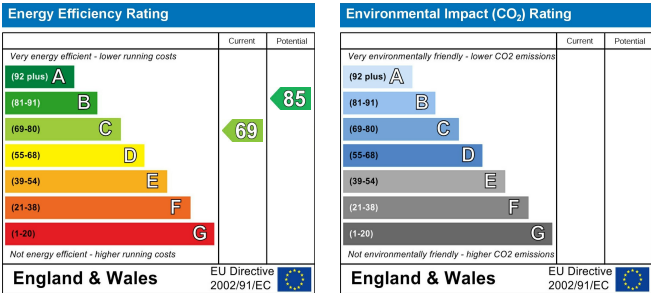 Energy Efficiency Rating
Current Potential
Very energy efficient - lower running costs
(92 plus) A
(81-91) B
85
(69-80) C
69
(55-68) D
(39-54) E
(21-38) F
(1-20) G
Not energy efficient - higher running costs
England & Wales
EU Directive
2002/91/EC
Environmental Impact (CO₂) Rating
Current Potential
Very environmentally friendly - lower CO2 emissions
(92 plus) A
(81-91) B
(69-80) C
(55-68) D
(39-54) E
(21-38) F
(1-20) G
Not environmentally friendly - higher CO2 emissions
England & Wales
EU Directive
2002/91/EC